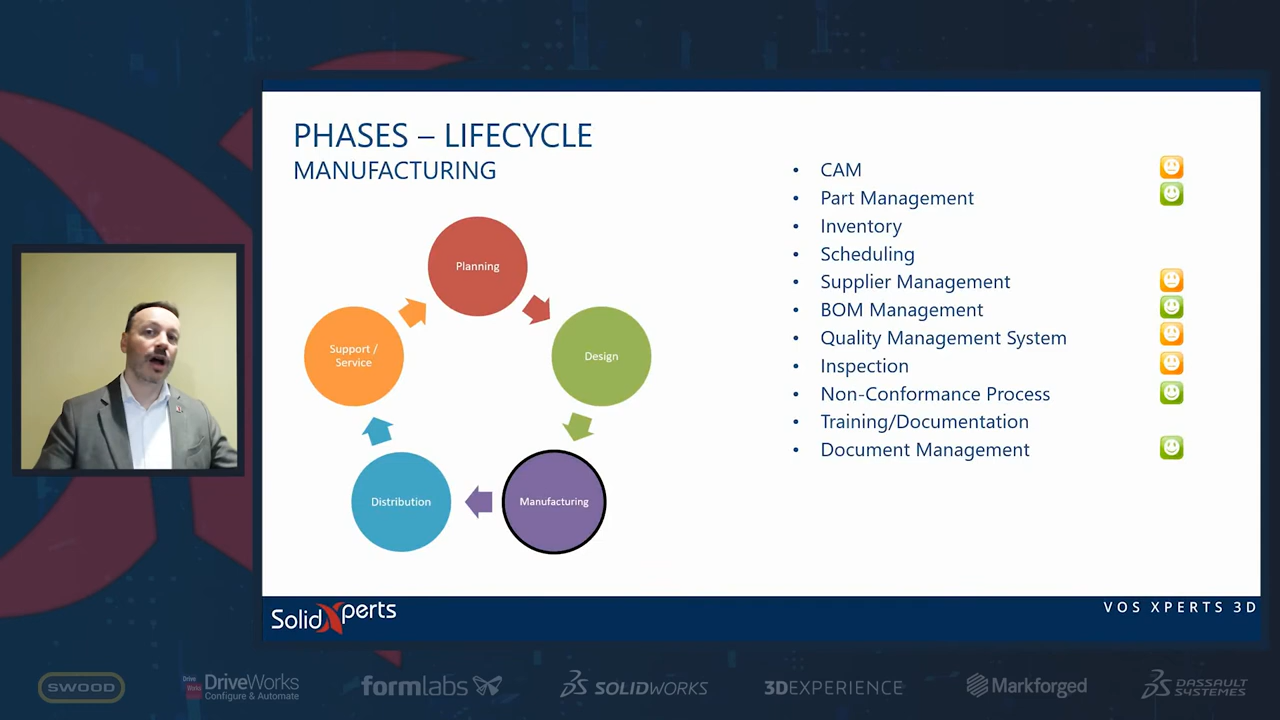 PHASES – LIFECYCLE
MANUFACTURING
Planning
Design
Manufacturing
Distribution
Support /
Service
• CAM
• Part Management
• Inventory
• Scheduling
• Supplier Management
• BOM Management
• Quality Management System
• Inspection
• Non-Conformance Process
• Training/Documentation
• Document Management
SolidXperts
VOS XPERTS 3D
SWOOD
Drive
Works
DriveWorks
Configure & Automate
formlabs
SOLIDWORKS
3DEXPERIENCE
Markforged
DASSAULT
SYSTEMES